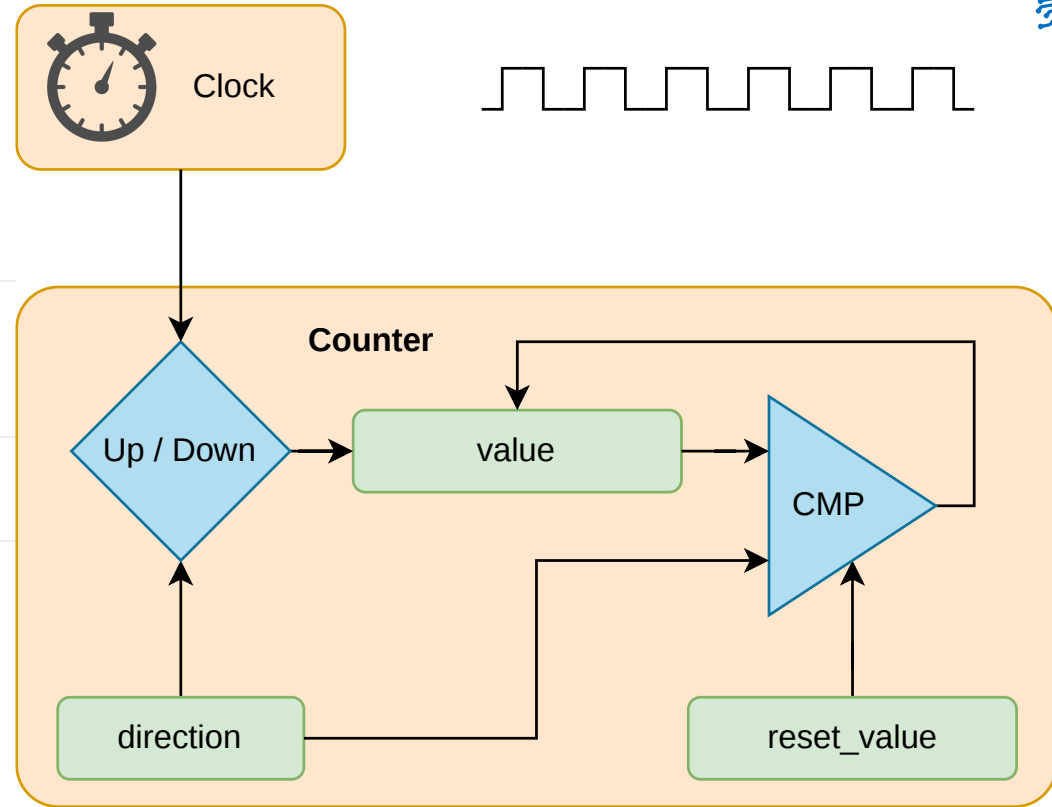 Clock
Counter
Up / Down
value
CMP
direction
reset_value